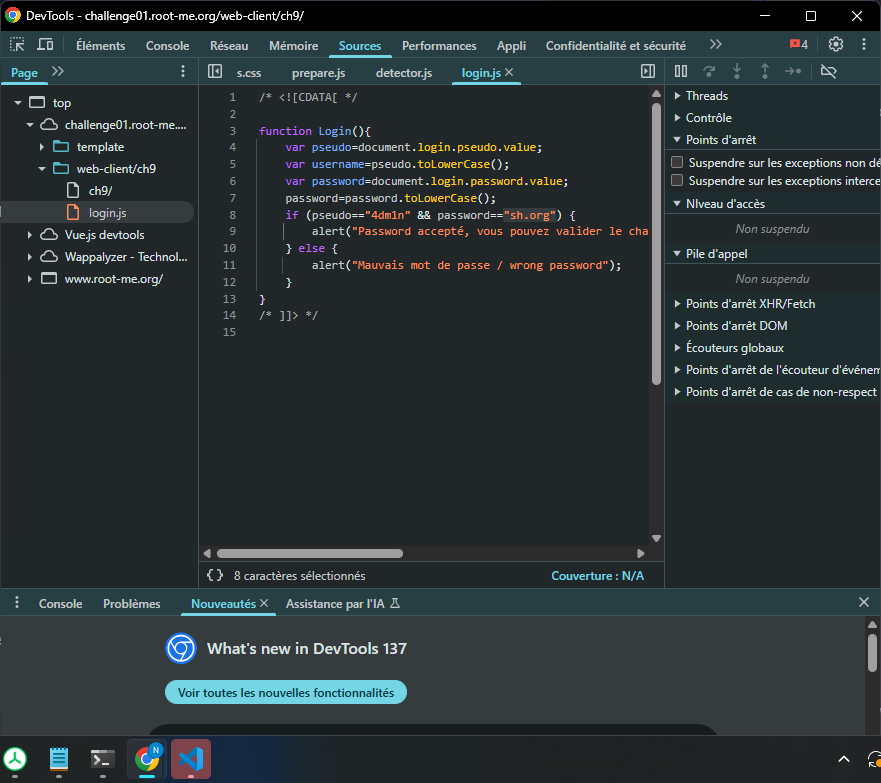 DevTools - challenge01.root-me.org/web-client/ch9/
Éléments Console Réseau Mémoire Sources Performances Appli Confidentialité et sécurité 4
Page
s.css prepare.js detector.js login.js
top
challenge01.root-me....
template
web-client/ch9
ch9/
login.js
Vue.js devtools
Wappalyzer - Technol...
www.root-me.org/
1 /* <![CDATA[ */
2
3 function Login(){
4 var pseudo=document.login.pseudo.value;
5 var username=pseudo.toLowerCase();
6 var password=document.login.password.value;
7 password=password.toLowerCase();
8 if (pseudo=="4dm1n" && password=="sh.org") {
9 alert("Password accepté, vous pouvez valider le cha
10 } else {
11 alert("Mauvais mot de passe / wrong password");
12 }
13 }
14 /* ]]> */
15
{ } 8 caractères sélectionnés Couverture : N/A
Threads
Contrôle
Points d'arrêt
Suspendre sur les exceptions non dé
Suspendre sur les exceptions interce
NIveau d'accès
Non suspendu
Pile d'appel
Non suspendu
Points d'arrêt XHR/Fetch
Points d'arrêt DOM
Écouteurs globaux
Points d'arrêt de l'écouteur d'événem
Points d'arrêt de cas de non-respect
Console Problèmes Nouveautés Assistance par l'IA
What's new in DevTools 137
Voir toutes les nouvelles fonctionnalités
N